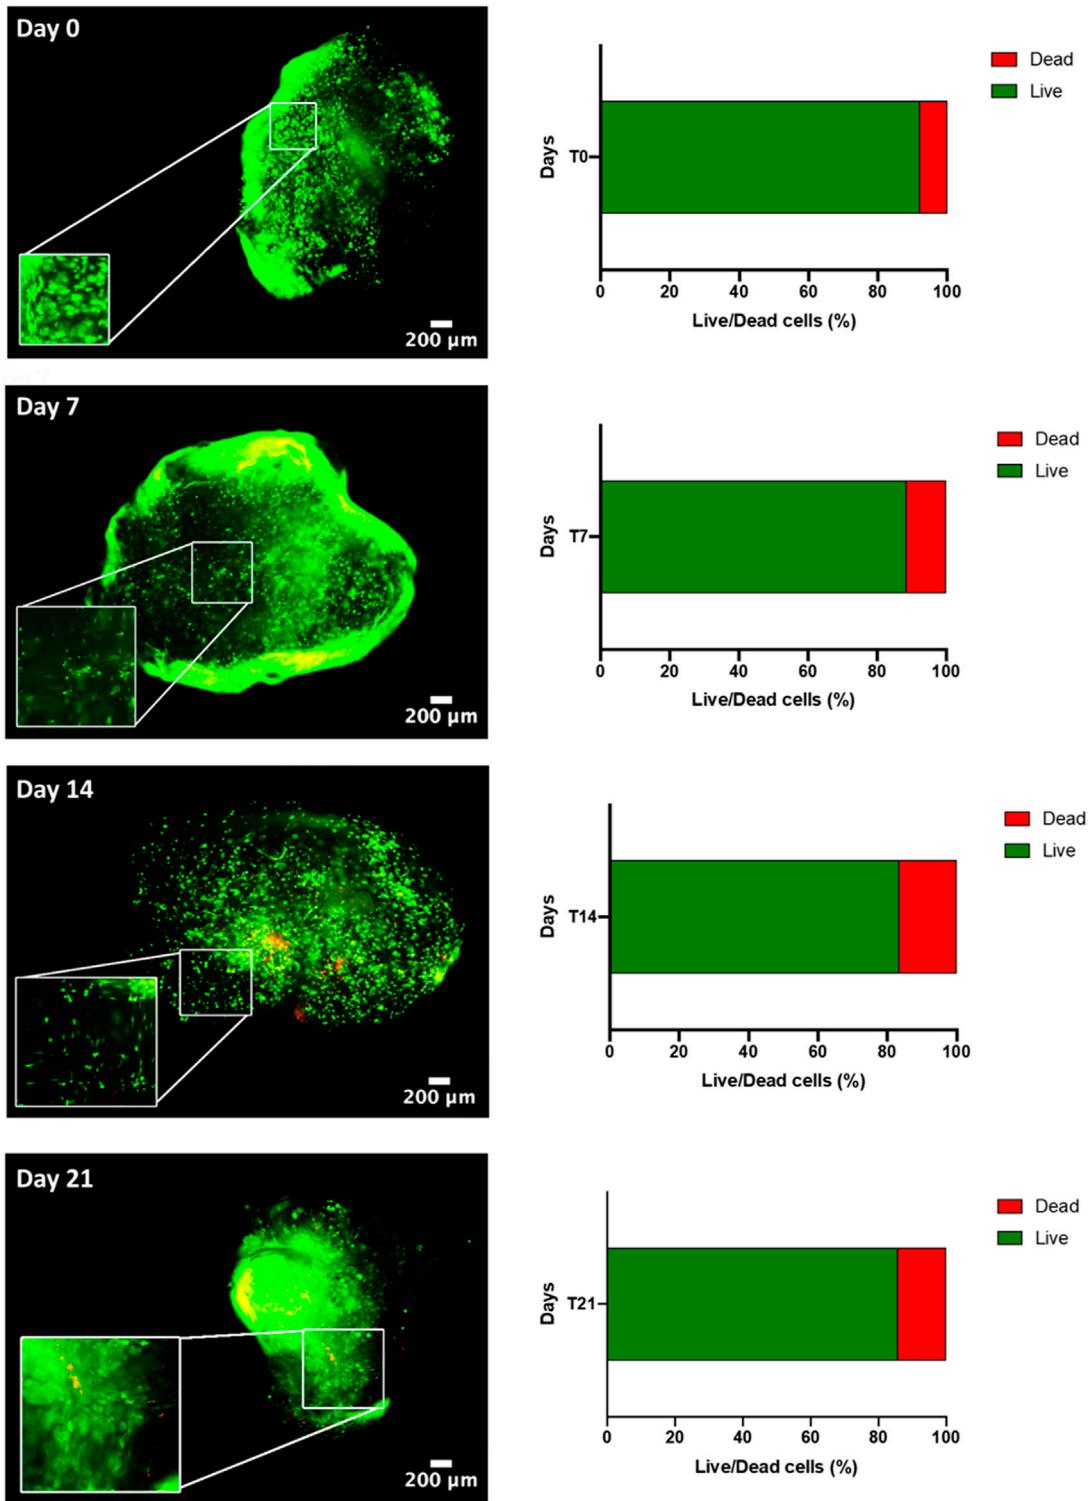 Day 0
200 µm
Dead
Live
Days
T0
0 20 40 60 80 100
Live/Dead cells (%)
Day 7
200 µm
Dead
Live
Days
T7
0 20 40 60 80 100
Live/Dead cells (%)
Day 14
200 µm
Dead
Live
Days
T14
0 20 40 60 80 100
Live/Dead cells (%)
Day 21
200 µm
Dead
Live
Days
T21
0 20 40 60 80 100
Live/Dead cells (%)